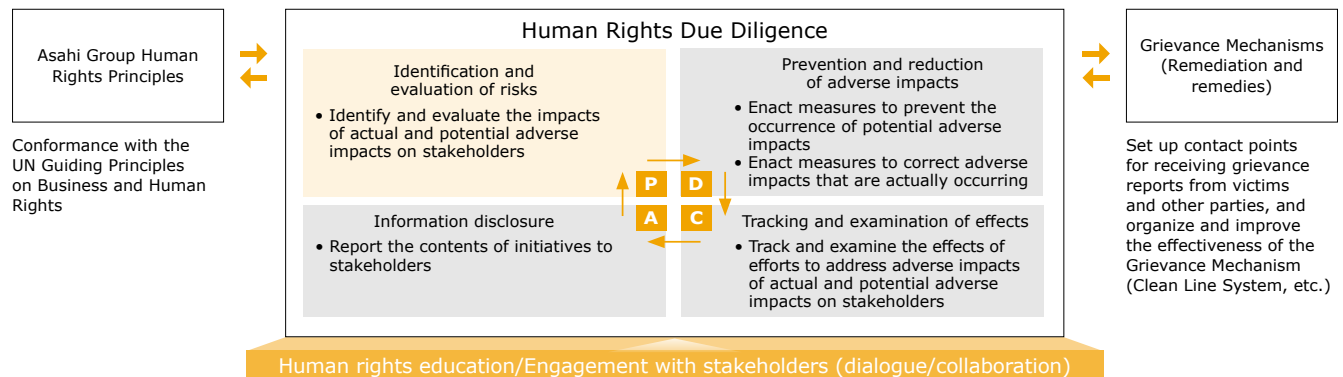 Asahi Group Human
Rights Principles
Conformance with the
UN Guiding Principles
on Business and Human
Rights
Human Rights Due Diligence
Identification and
evaluation of risks
• Identify and evaluate the impacts
of actual and potential adverse
impacts on stakeholders
Prevention and reduction
of adverse impacts
• Enact measures to prevent the
occurrence of potential adverse
impacts
• Enact measures to correct adverse
impacts that are actually occurring
P D
A C
Information disclosure
• Report the contents of initiatives to
stakeholders
Tracking and examination of effects
• Track and examine the effects of
efforts to address adverse impacts
of actual and potential adverse
impacts on stakeholders
Grievance Mechanisms
(Remediation and
remedies)
Set up contact points
for receiving grievance
reports from victims
and other parties, and
organize and improve
the effectiveness of the
Grievance Mechanism
(Clean Line System, etc.)
Human rights education/Engagement with stakeholders (dialogue/collaboration)